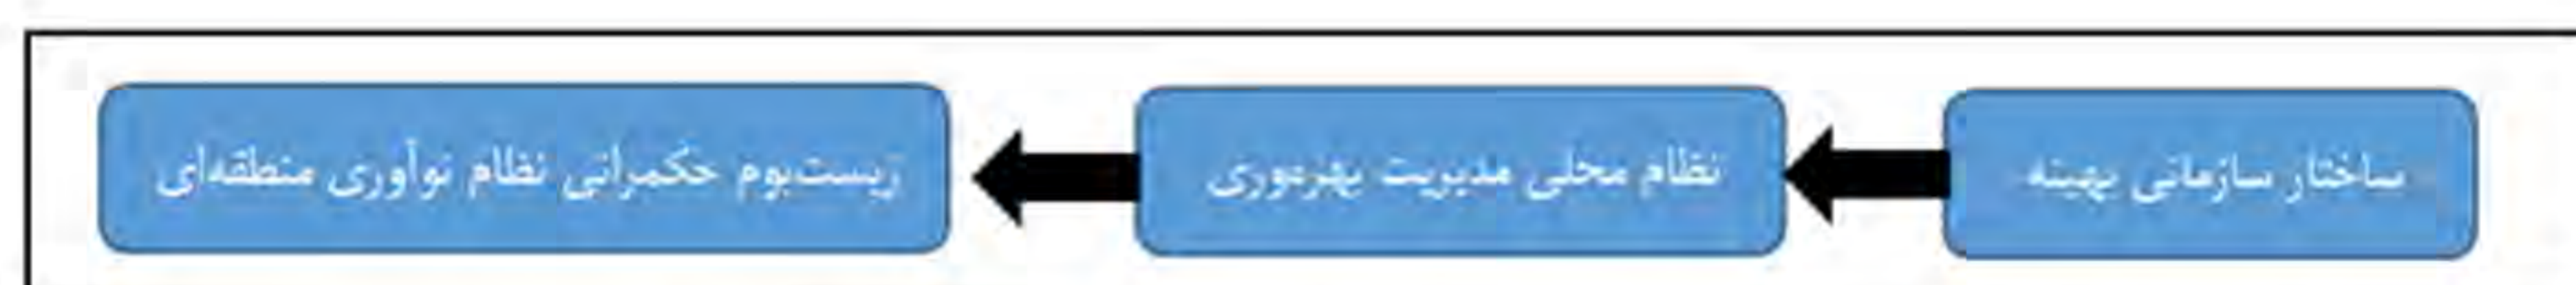 ساختار سازمانی بهینه
نظام محلی مدیریت بهره‌وری
زیست‌بوم حکمرانی نظام نوآوری منطقه‌ای